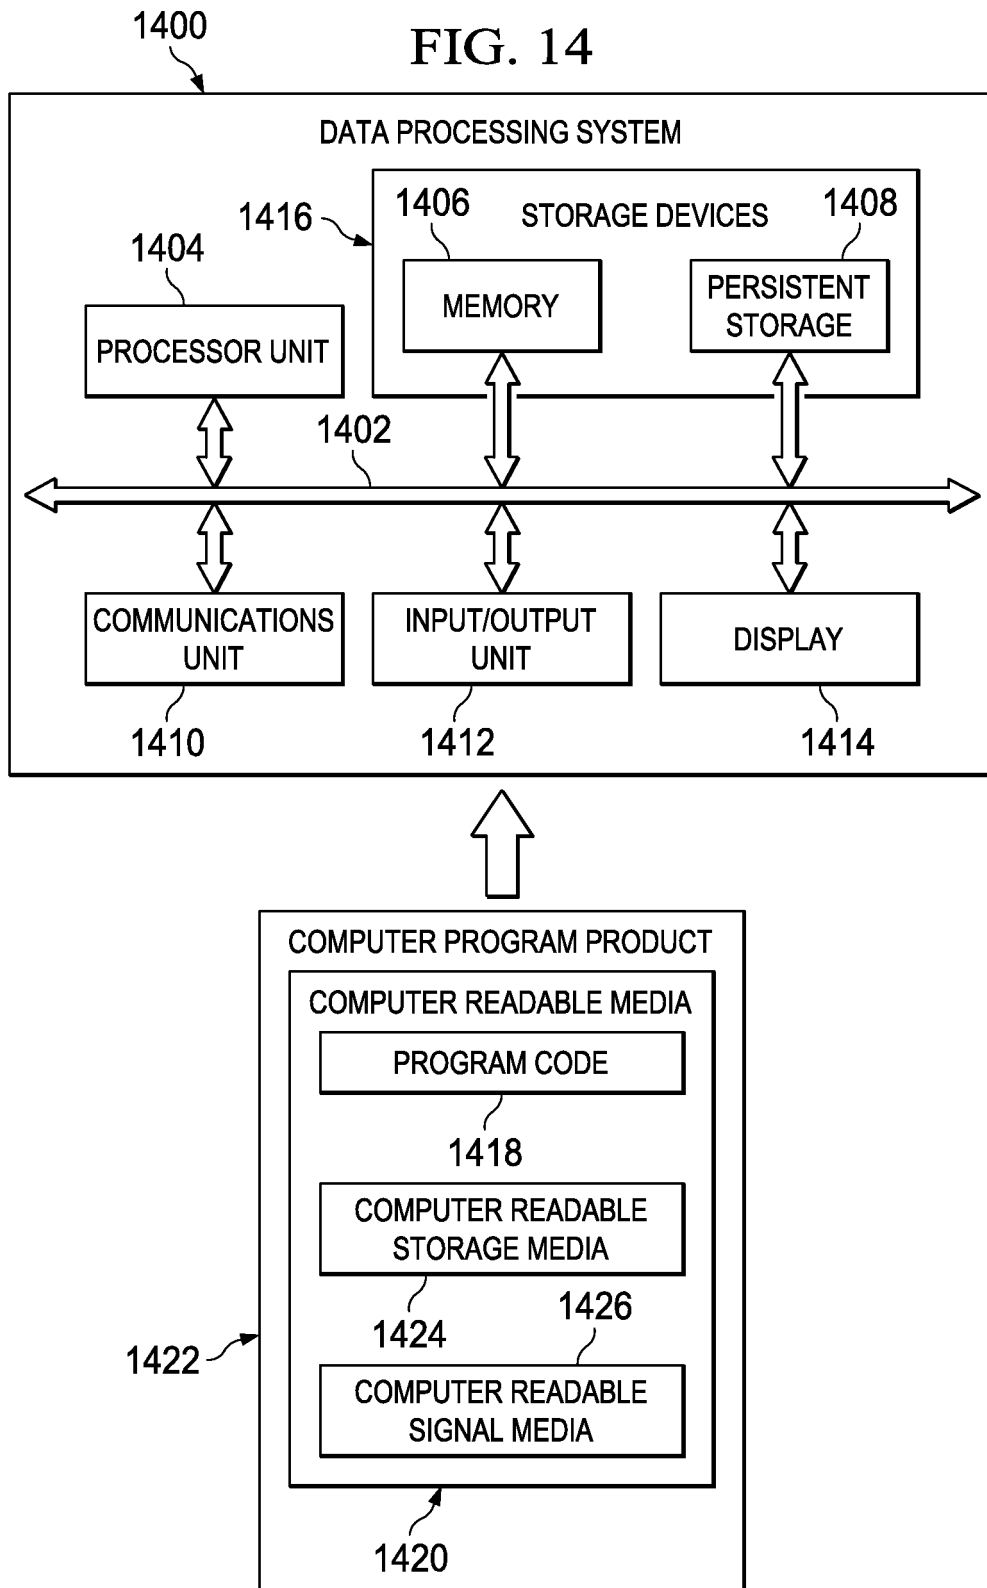 1400
FIG. 14
DATA PROCESSING SYSTEM
1416
1406
STORAGE DEVICES
1408
1404
MEMORY
PERSISTENT
STORAGE
PROCESSOR UNIT
1402
COMMUNICATIONS
UNIT
INPUT/OUTPUT
UNIT
DISPLAY
1410
1412
1414
COMPUTER PROGRAM PRODUCT
COMPUTER READABLE MEDIA
PROGRAM CODE
1418
COMPUTER READABLE
STORAGE MEDIA
1424
1426
1422
COMPUTER READABLE
SIGNAL MEDIA
1420